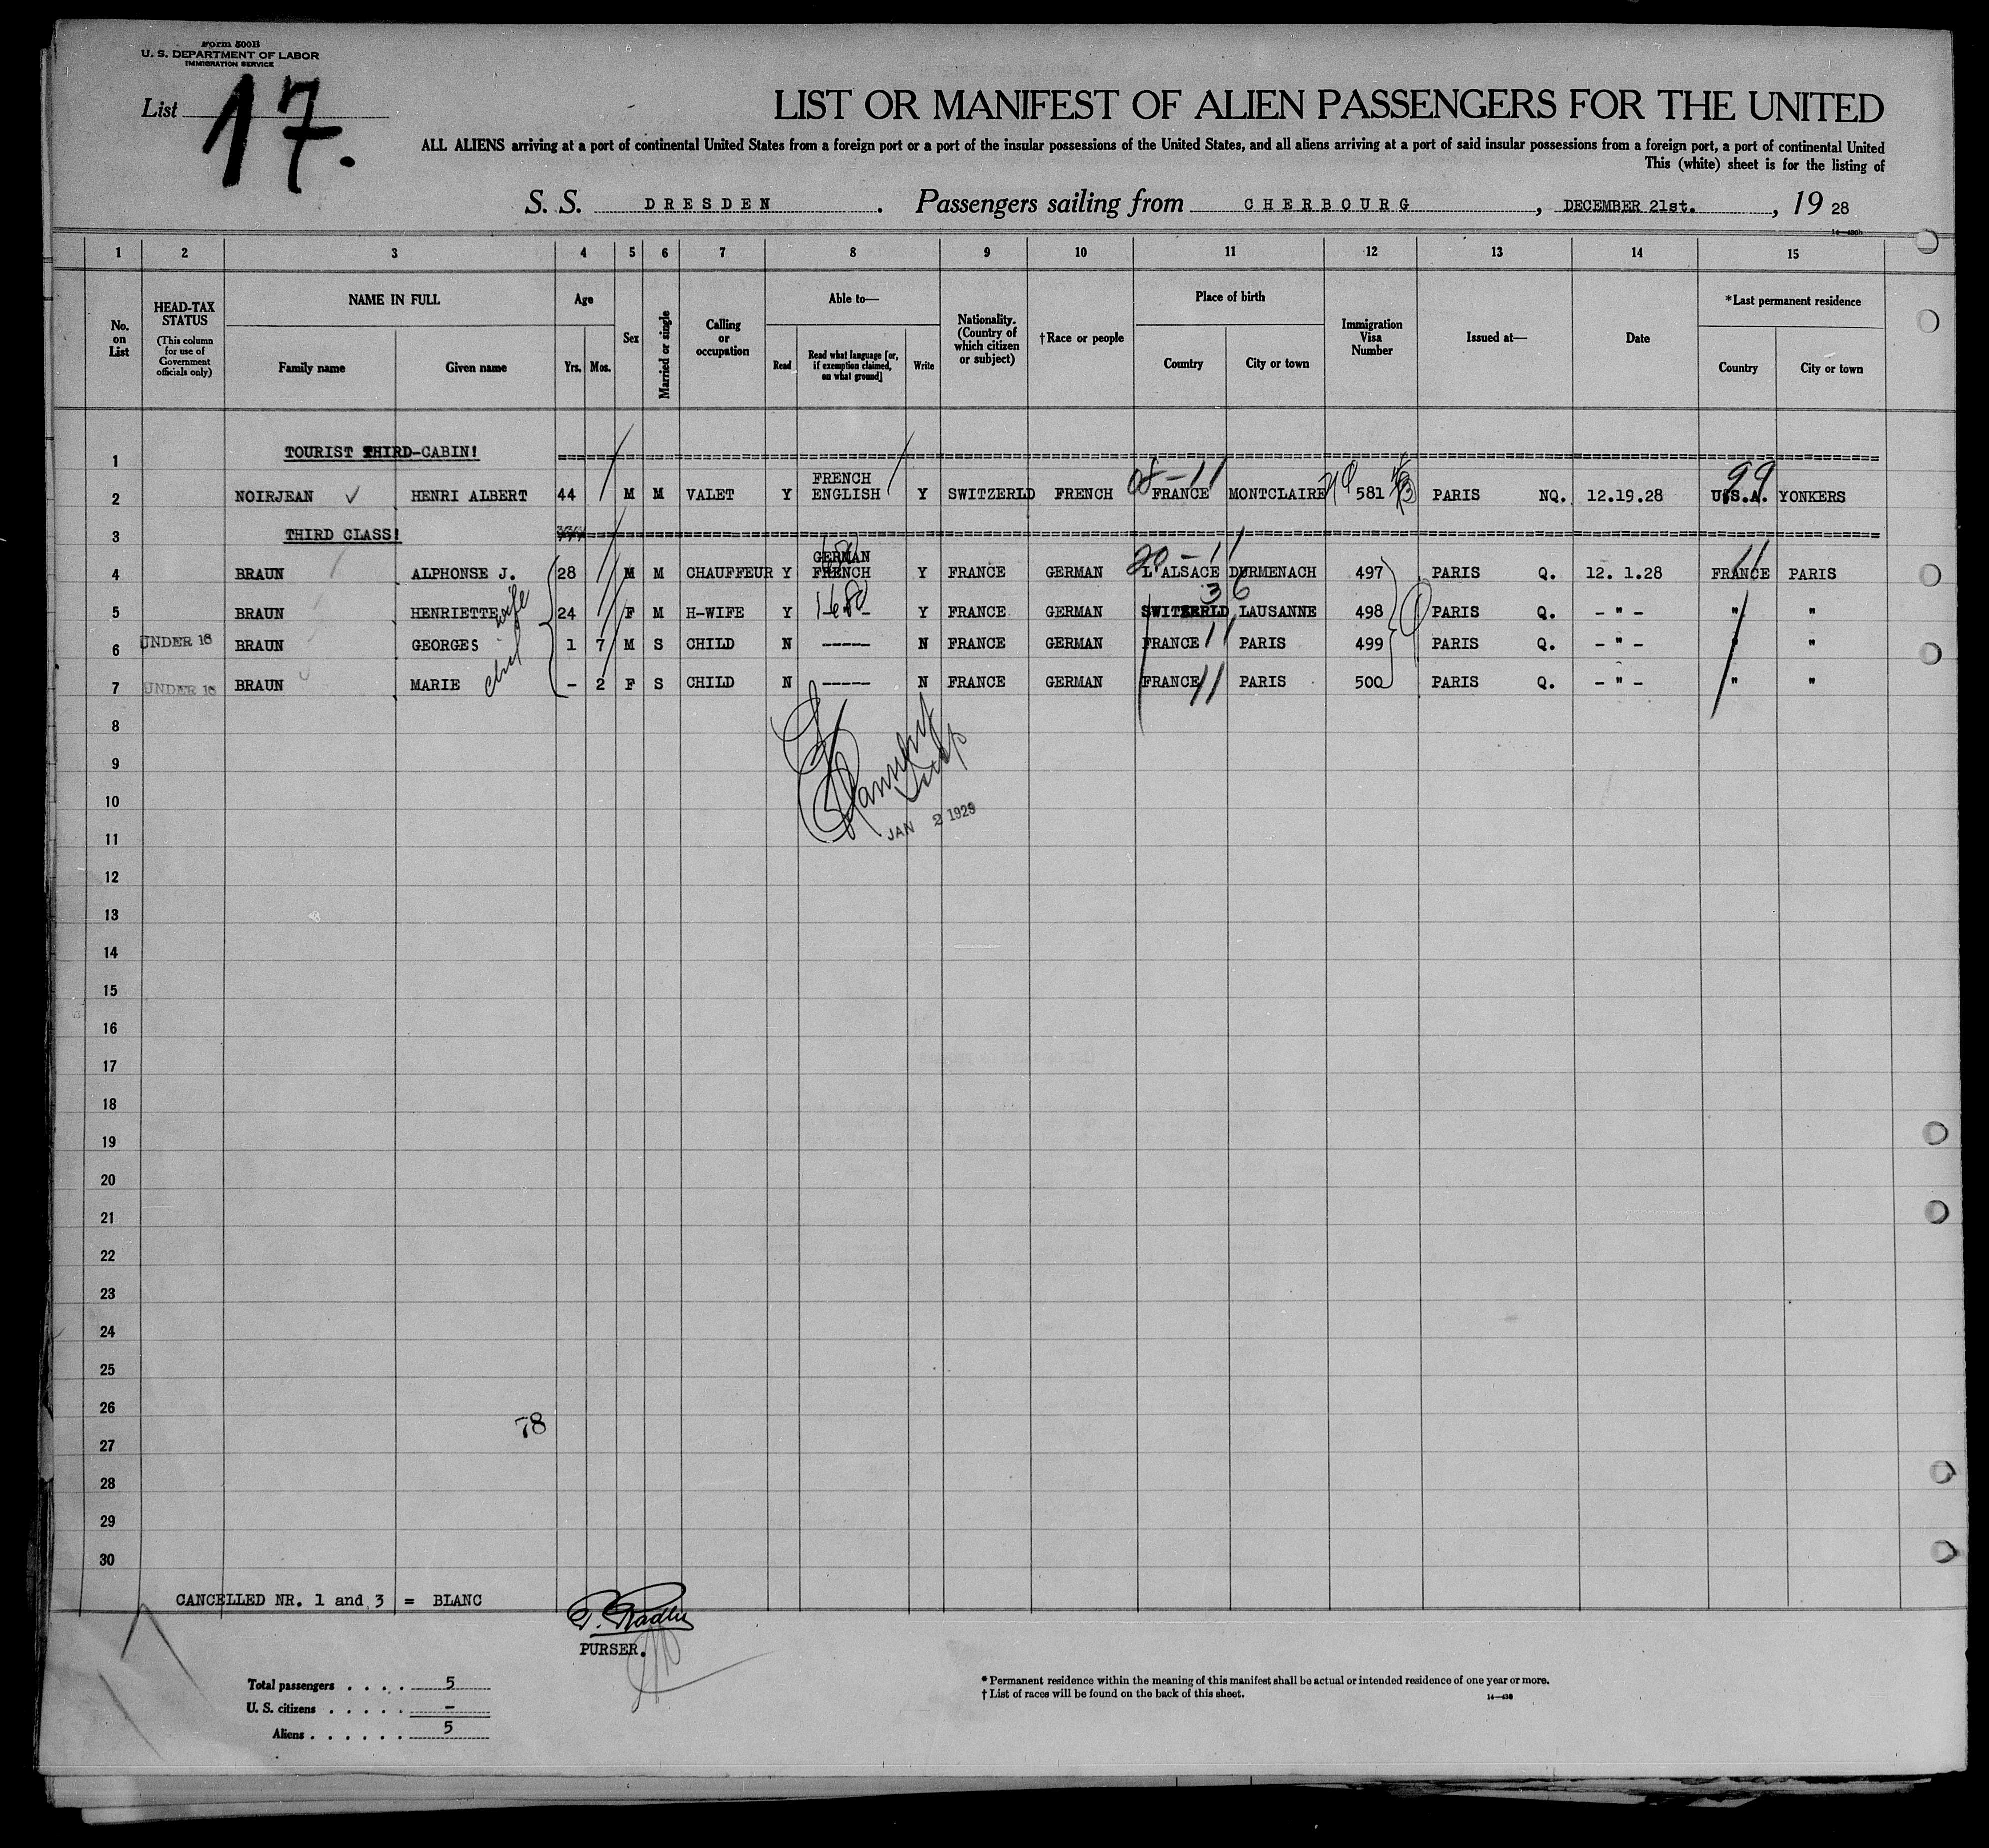 Form 500B
U. S. DEPARTMENT OF LABOR
IMMIGRATION SERVICE
List 17.
LIST OR MANIFEST OF ALIEN PASSENGERS FOR THE UNITED
ALL ALIENS arriving at a port of continental United States from a foreign port or a port of the insular possessions of the United States, and all aliens arriving at a port of said insular possessions from a foreign port, a port of continental United
This (white) sheet is for the listing of
S. S. DRESDEN. Passengers sailing from CHERBOURG, DECEMBER 21st., 19 28
1 2 3 4 5 6 7 8 9 10 11 12 13 14 15
No. on List
HEAD-TAX STATUS
(This column for use of Government officials only)
NAME IN FULL
Family name Given name
Age
Yrs. Mos.
Sex
Married or single
Calling or occupation
Able to—
Read
Read what language [or, if exemption claimed, on what ground]
Write
Nationality. (Country of which citizen or subject)
†Race or people
Place of birth
Country City or town
Immigration Visa Number
Issued at—
Date
*Last permanent residence
Country City or town
1 TOURIST THIRD-CABIN!
08-11 99
2 NOIRJEAN ✓ HENRI ALBERT 44 M M VALET Y FRENCH ENGLISH Y SWITZERLD FRENCH FRANCE MONTCLAIRE 581 PARIS NQ. 12.19.28 U.S.A. YONKERS
3 THIRD CLASS!
20-11 11
4 BRAUN ALPHONSE J. 28 M M CHAUFFEUR Y GERMAN FRENCH Y FRANCE GERMAN L'ALSACE DURMENACH 497 PARIS Q. 12. 1.28 FRANCE PARIS
36
5 BRAUN HENRIETTE wife 24 F M H-WIFE Y -"- Y FRANCE GERMAN SWITZERLD LAUSANNE 498 PARIS Q. - " - " "
6 UNDER 16 BRAUN GEORGES 1 7 M S CHILD N ----- N FRANCE GERMAN FRANCE 11 PARIS 499 PARIS Q. - " - " "
7 UNDER 16 BRAUN MARIE - 2 F S CHILD N ----- N FRANCE GERMAN FRANCE 11 PARIS 500 PARIS Q. - " - " "
8
9
10
JAN 2 1929
11
12
13
14
15
16
17
18
19
20
21
22
23
24
25
26
78
27
28
29
30
CANCELLED NR. 1 and 3 = BLANC
PURSER.
Total passengers . . . . 5
U. S. citizens . . . . . -
Aliens . . . . . . 5
* Permanent residence within the meaning of this manifest shall be actual or intended residence of one year or more.
† List of races will be found on the back of this sheet.